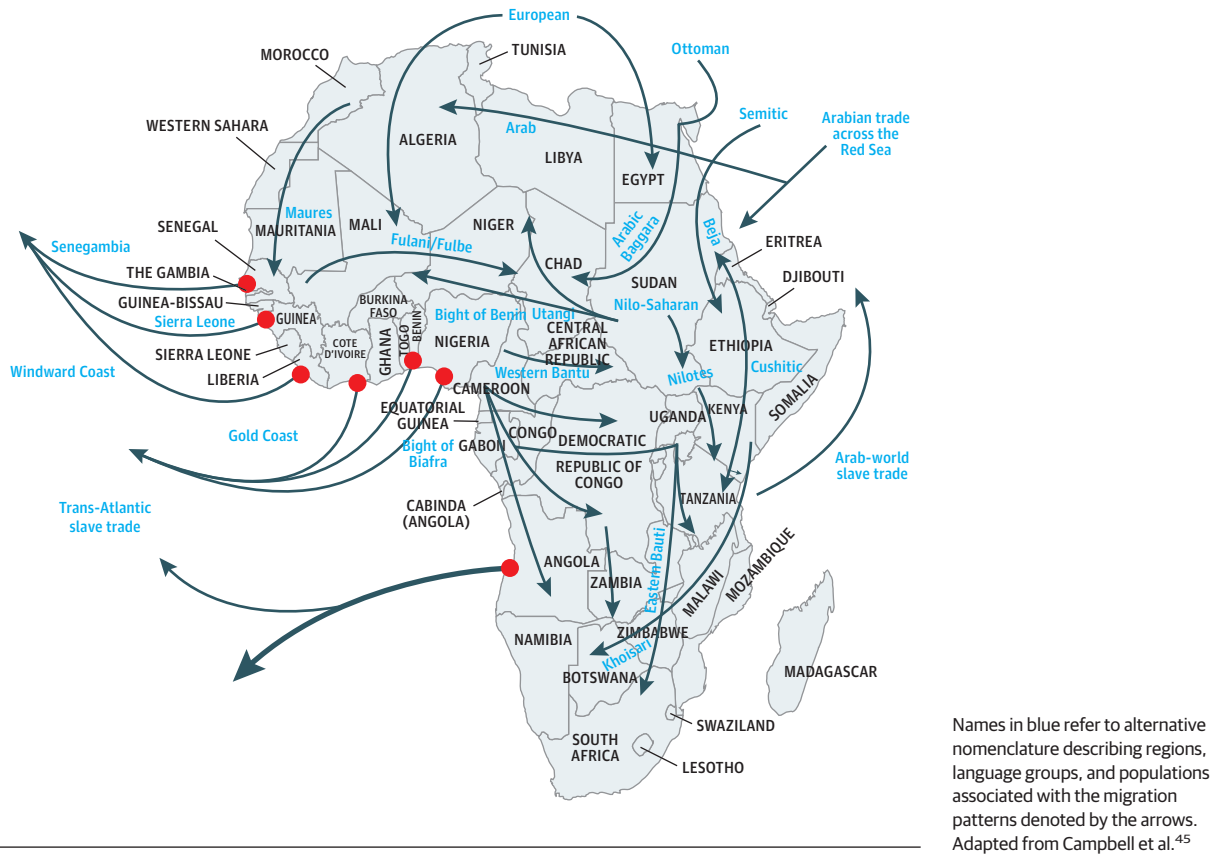 European
Ottoman
TUNISIA
MOROCCO
Semitic
Arabian trade
across the
Red Sea
WESTERN SAHARA
Arab
ALGERIA
LIBYA
EGYPT
Maures
MAURITANIA
MALI
NIGER
Arabic
Baggara
Beja
SENEGAL
Senegambia
Fulani/Fulbe
ERITREA
CHAD
THE GAMBIA
SUDAN
DJIBOUTI
GUINEA-BISSAU
BURKINA
FASO
Nilo-Saharan
Sierra Leone
GUINEA
Bight of Benin Utangi
CENTRAL
AFRICAN
REPUBLIC
COTE
D'IVOIRE
GHANA
TOGO
BENIN
NIGERIA
ETHIOPIA
SIERRA LEONE
Cushitic
Windward Coast
LIBERIA
Western Bantu
Nilotes
CAMEROON
SOMALIA
EQUATORIAL
GUINEA
UGANDA
KENYA
Gold Coast
CONGO
DEMOCRATIC
REPUBLIC OF
CONGO
Bight of
Biafra
GABON
Arab-world
slave trade
TANZANIA
CABINDA
(ANGOLA)
Trans-Atlantic
slave trade
Eastern Bauti
ANGOLA
ZAMBIA
MALAWI
MOZAMBIQUE
NAMIBIA
ZIMBABWE
Khoisari
BOTSWANA
MADAGASCAR
SWAZILAND
SOUTH
AFRICA
LESOTHO
Names in blue refer to alternative
nomenclature describing regions,
language groups, and populations
associated with the migration
patterns denoted by the arrows.
Adapted from Campbell et al.⁴⁵